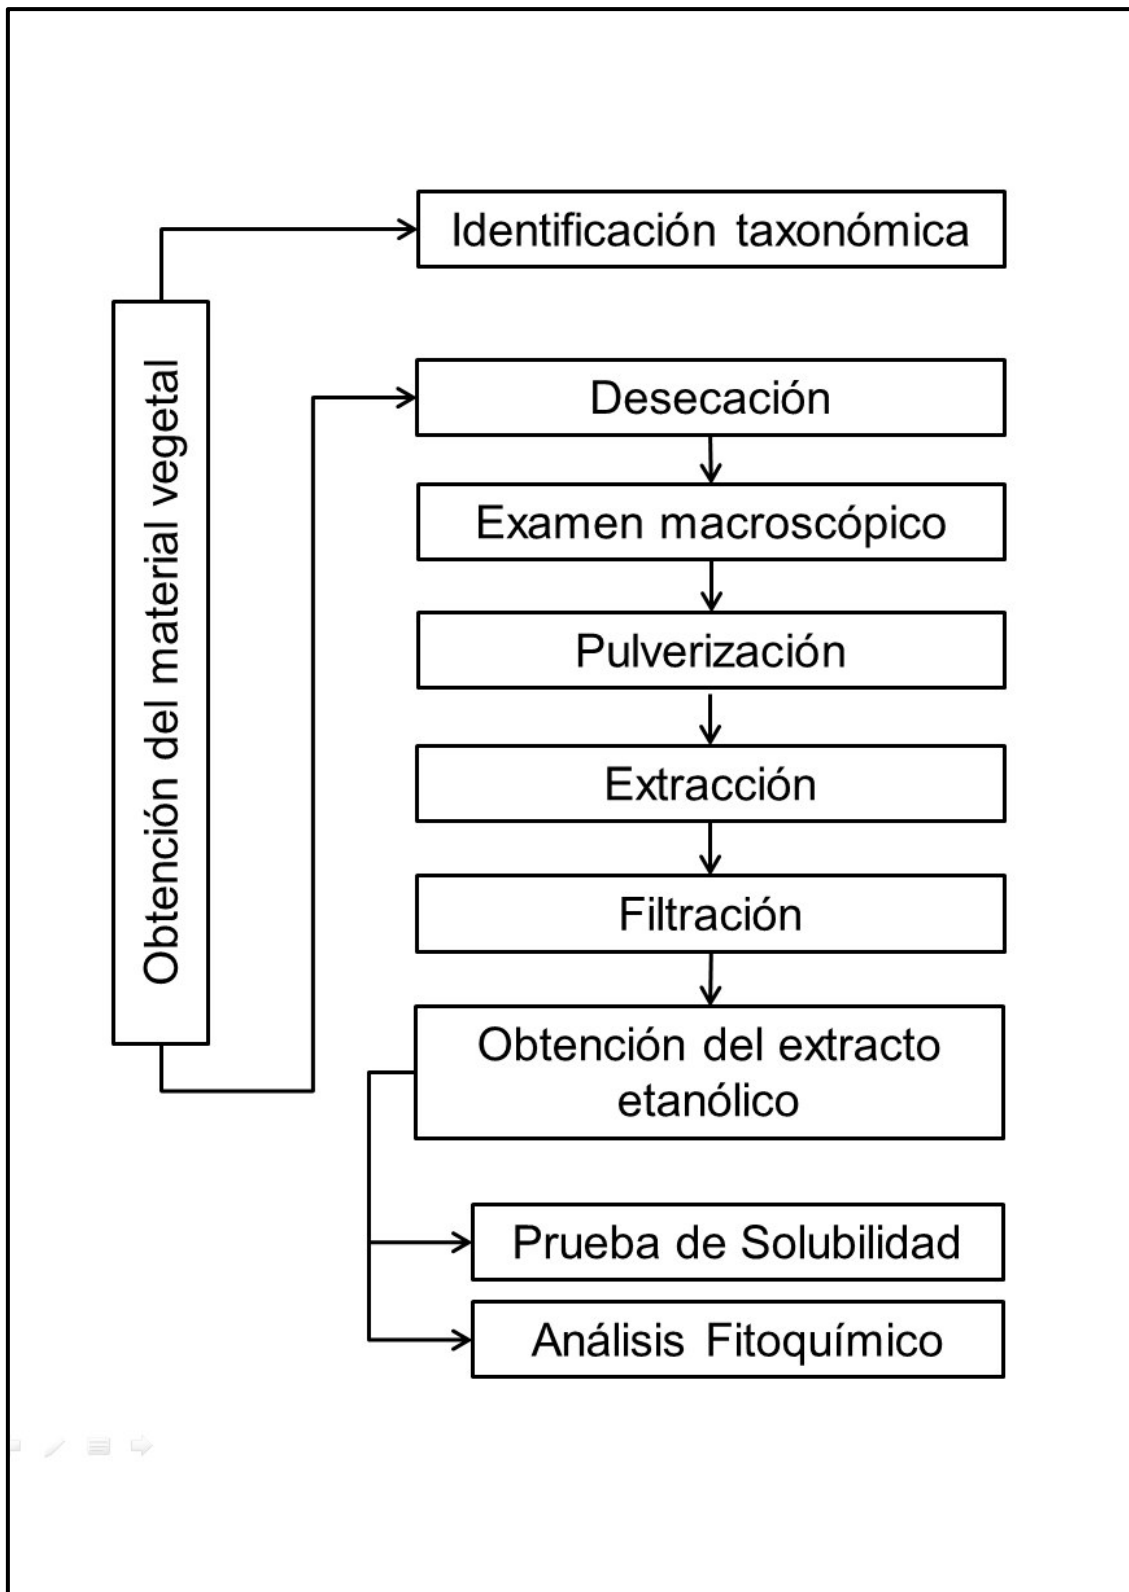 Identificación taxonómica
Obtención del material vegetal
Desecación
Examen macroscópico
Pulverización
Extracción
Filtración
Obtención del extracto
etanólico
Prueba de Solubilidad
Análisis Fitoquímico